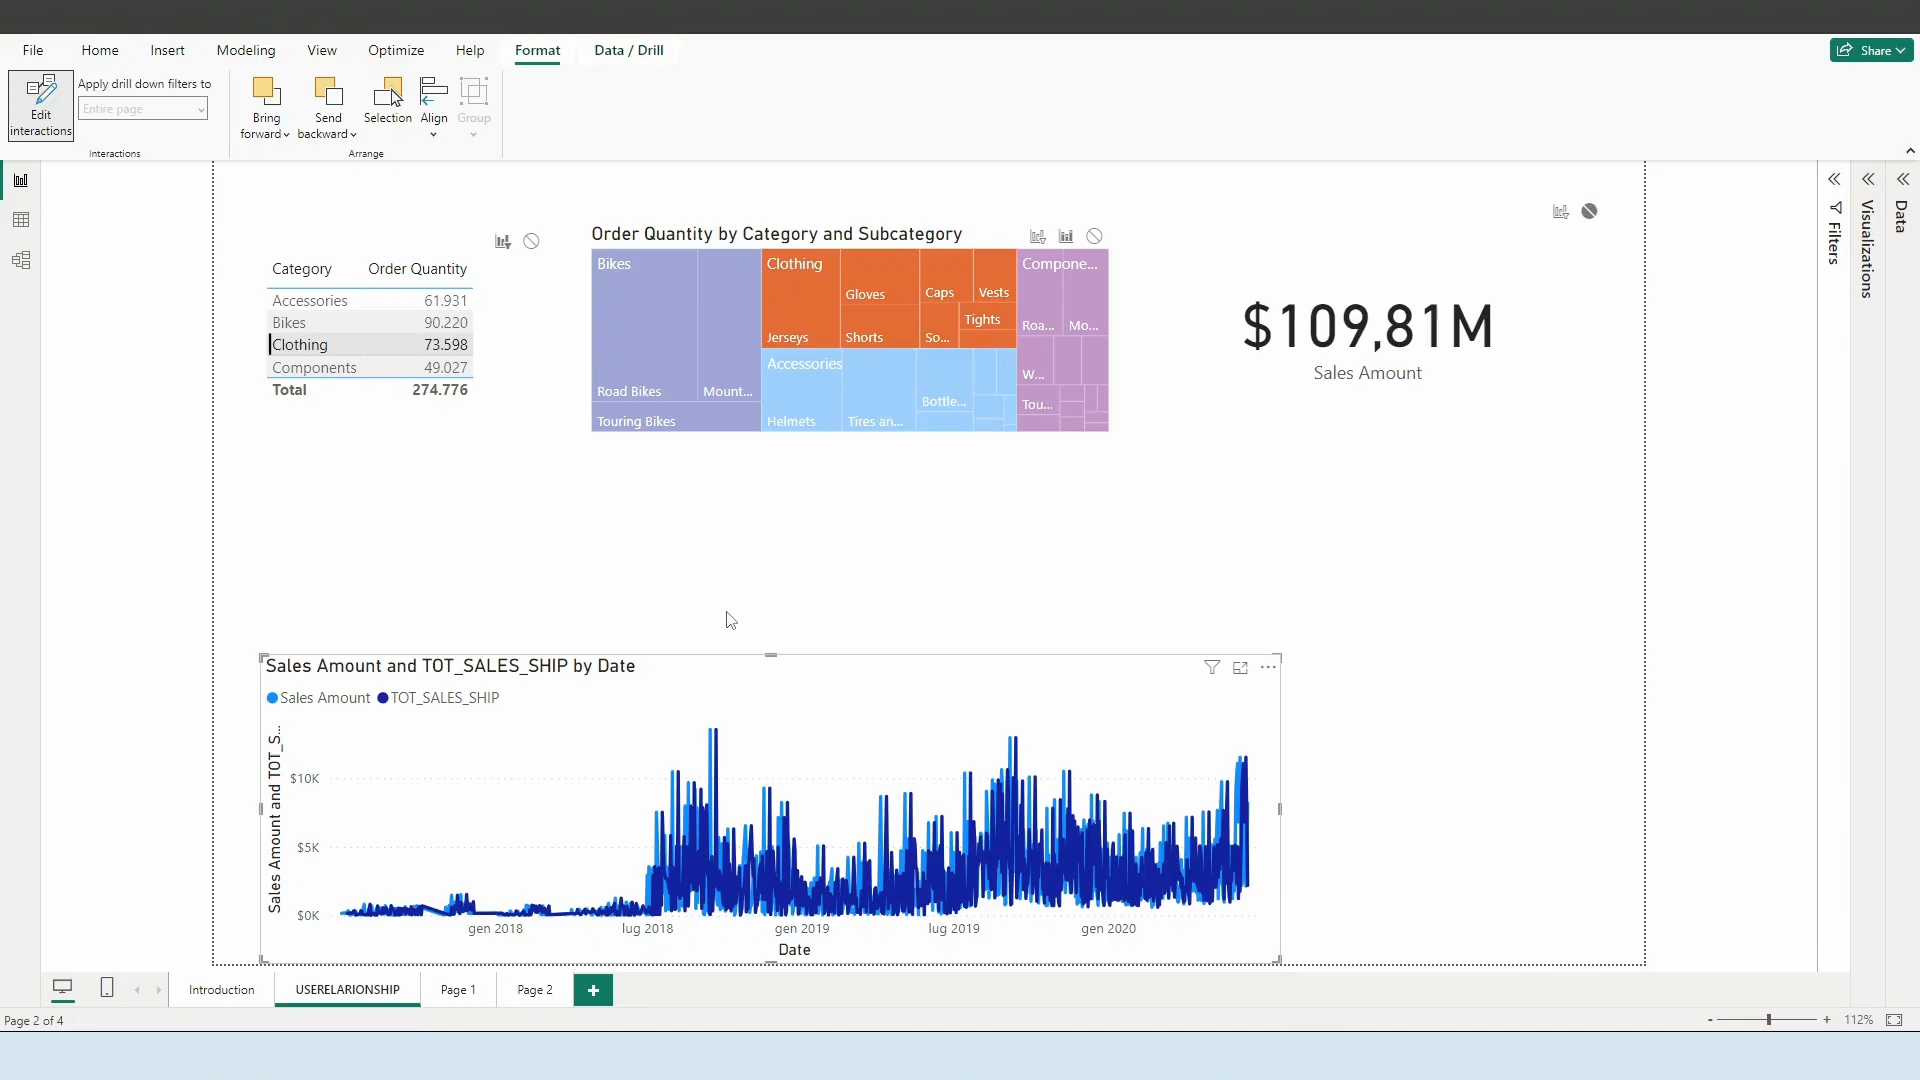 File Home Insert Modeling View Optimize Help Format Data / Drill Share
Apply drill down filters to
Entire page
Edit interactions
Bring forward
Send backward
Selection
Align
Group
Interactions
Arrange
Filters
Visualizations
Data
Category Order Quantity
Accessories 61.931
Bikes 90.220
Clothing 73.598
Components 49.027
Total 274.776
Order Quantity by Category and Subcategory
Bikes
Road Bikes
Mount...
Touring Bikes
Clothing
Jerseys
Gloves
Shorts
Caps
Vests
Tights
So...
Accessories
Helmets
Tires an...
Bottle...
Compone...
Roa...
Mo...
W...
Tou...
$109,81M
Sales Amount
Sales Amount and TOT_SALES_SHIP by Date
Sales Amount TOT_SALES_SHIP
Sales Amount and TOT_S...
$10K
$5K
$0K
gen 2018 lug 2018 gen 2019 lug 2019 gen 2020
Date
Introduction USERELARIONSHIP Page 1 Page 2 +
Page 2 of 4
- + 112%